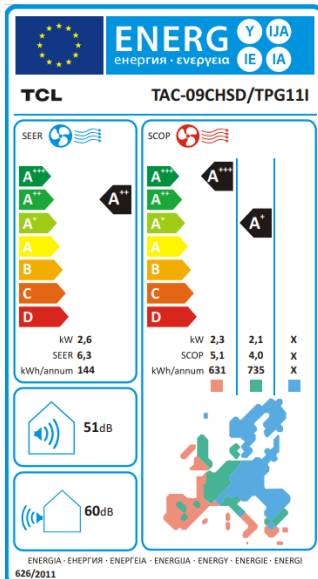 ENERG Y IJA
енергия · ενεργεια IE IA
TCL TAC-09CHSD/TPG11I
SEER
A+++
A++
A+
A
B
C
D
A++
kW 2,6
SEER 6,3
kWh/annum 144
SCOP
A+++
A++
A+
A
B
C
D
A+++
A+
kW 2,3 2,1 X
SCOP 5,1 4,0 X
kWh/annum 631 735 X
51dB
60dB
ENERGIA · ЕНЕРГИЯ · ΕΝΕΡΓΕΙΑ · ENERGIJA · ENERGY · ENERGIE · ENERGI
626/2011